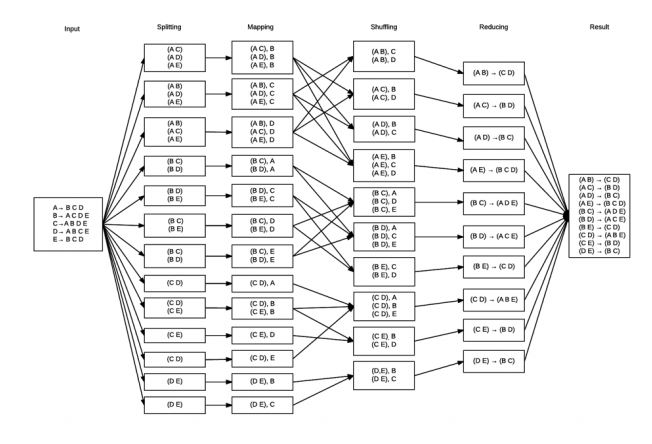 Input
Splitting
Mapping
Shuffling
Reducing
Result
A→ B C D
B→ A C D E
C→A B D E
D→ A B C E
E→ B C D
(A C)
(A D)
(A E)
(A B)
(A D)
(A E)
(A B)
(A C)
(A E)
(B C)
(B D)
(B D)
(B E)
(B C)
(B E)
(B C)
(B D)
(C D)
(C D)
(C E)
(C E)
(C D)
(D E)
(D E)
(A C), B
(A D), B
(A E), B
(A B), C
(A D), C
(A E), C
(A B), D
(A C), D
(A E), D
(B C), A
(B D), A
(B D), C
(B E), C
(B C), D
(B E), D
(B C), E
(B D), E
(C D), A
(C D), B
(C E), B
(C E), D
(C D), E
(D E), B
(D E), C
(A B), C
(A B), D
(A C), B
(A C), D
(A D), B
(A D), C
(A E), B
(A E), C
(A E), D
(B C), A
(B C), D
(B C), E
(B D), A
(B D), C
(B D), E
(B E), C
(B E), D
(C D), A
(C D), B
(C D), E
(C E), B
(C E), D
(D,E), B
(D E), C
(A B) → (C D)
(A C) → (B D)
(A D) →(B C)
(A E) → (B C D)
(B C) → (A D E)
(B D) → (A C E)
(B E) → (C D)
(C D) → (A B E)
(C E) → (B D)
(D E) → (B C)
(A B) → (C D)
(A C) → (B D)
(A D) → (B C)
(A E) → (B C D)
(B C) → (A D E)
(B D) → (A C E)
(B E) → (C D)
(C D) → (A B E)
(C E) → (B D)
(D E) → (B C)